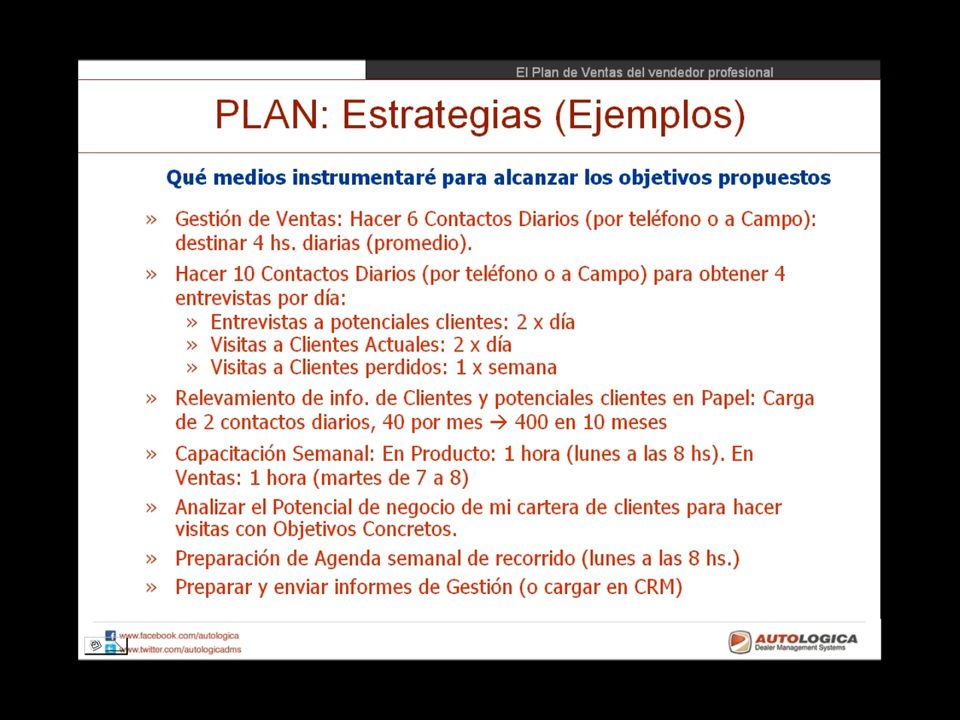 El Plan de Ventas del vendedor profesional
PLAN: Estrategias (Ejemplos)
Qué medios instrumentaré para alcanzar los objetivos propuestos
» Gestión de Ventas: Hacer 6 Contactos Diarios (por teléfono o a Campo):
destinar 4 hs. diarias (promedio).
» Hacer 10 Contactos Diarios (por teléfono o a Campo) para obtener 4
entrevistas por día:
» Entrevistas a potenciales clientes: 2 x día
» Visitas a Clientes Actuales: 2 x día
» Visitas a Clientes perdidos: 1 x semana
» Relevamiento de info. de Clientes y potenciales clientes en Papel: Carga
de 2 contactos diarios, 40 por mes → 400 en 10 meses
» Capacitación Semanal: En Producto: 1 hora (lunes a las 8 hs). En
Ventas: 1 hora (martes de 7 a 8)
» Analizar el Potencial de negocio de mi cartera de clientes para hacer
visitas con Objetivos Concretos.
» Preparación de Agenda semanal de recorrido (lunes a las 8 hs.)
» Preparar y enviar informes de Gestión (o cargar en CRM)
www.facebook.com/autologica
www.twitter.com/autologicadms
AUTOLOGICA
Dealer Management Systems